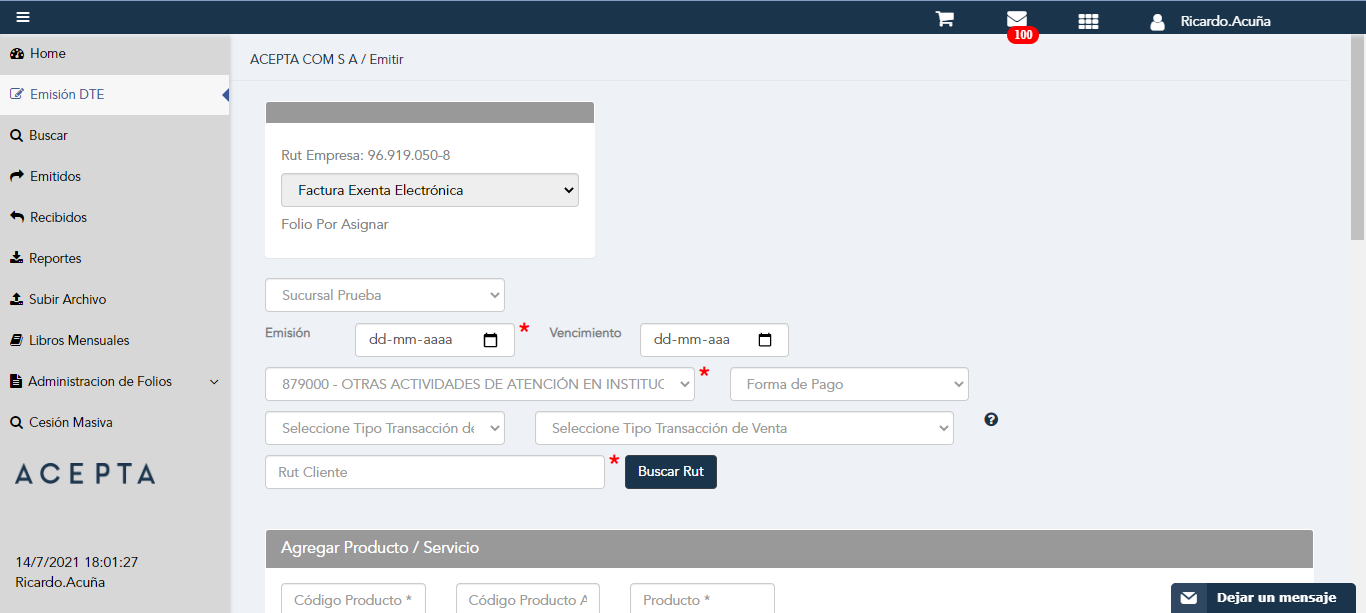 Ricardo.Acuña
100
Home
Emisión DTE
Buscar
Emitidos
Recibidos
Reportes
Subir Archivo
Libros Mensuales
Administracion de Folios
Cesión Masiva
ACEPTA
14/7/2021 18:01:27
Ricardo.Acuña
ACEPTA COM S A / Emitir
Rut Empresa: 96.919.050-8
Factura Exenta Electrónica
Folio Por Asignar
Sucursal Prueba
Emisión dd-mm-aaaa * Vencimiento dd-mm-aaa
879000 - OTRAS ACTIVIDADES DE ATENCIÓN EN INSTITUC * Forma de Pago
Seleccione Tipo Transacción de Seleccione Tipo Transacción de Venta ?
Rut Cliente * Buscar Rut
Agregar Producto / Servicio
Código Producto * Código Producto A Producto *
Dejar un mensaje